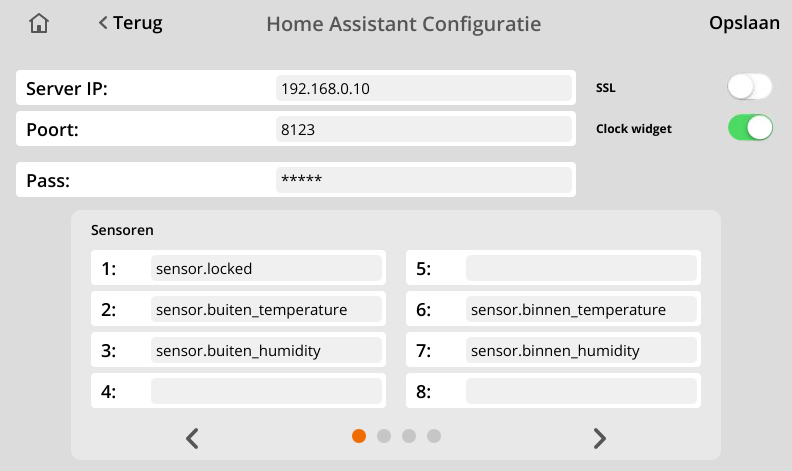 Terug Home Assistant Configuratie Opslaan
Server IP: 192.168.0.10 SSL
Poort: 8123 Clock widget
Pass: *****
Sensoren
1: sensor.locked 5:
2: sensor.buiten_temperature 6: sensor.binnen_temperature
3: sensor.buiten_humidity 7: sensor.binnen_humidity
4: 8: